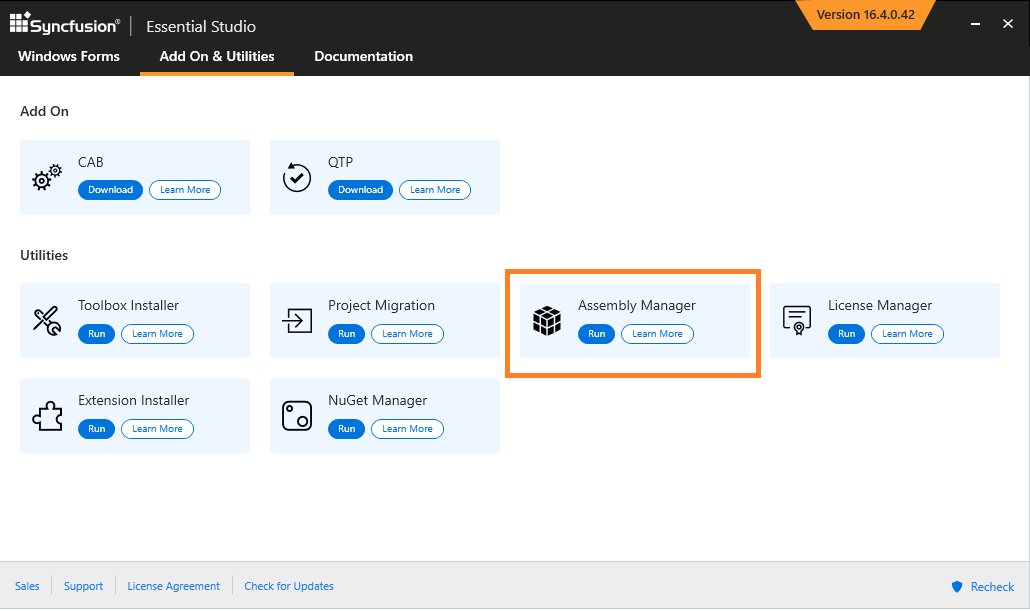 Syncfusion® | Essential Studio
Version 16.4.0.42
Windows Forms Add On & Utilities Documentation
Add On
CAB
Download Learn More
QTP
Download Learn More
Utilities
Toolbox Installer
Run Learn More
Project Migration
Run Learn More
Assembly Manager
Run Learn More
License Manager
Run Learn More
Extension Installer
Run Learn More
NuGet Manager
Run Learn More
Sales Support License Agreement Check for Updates Recheck